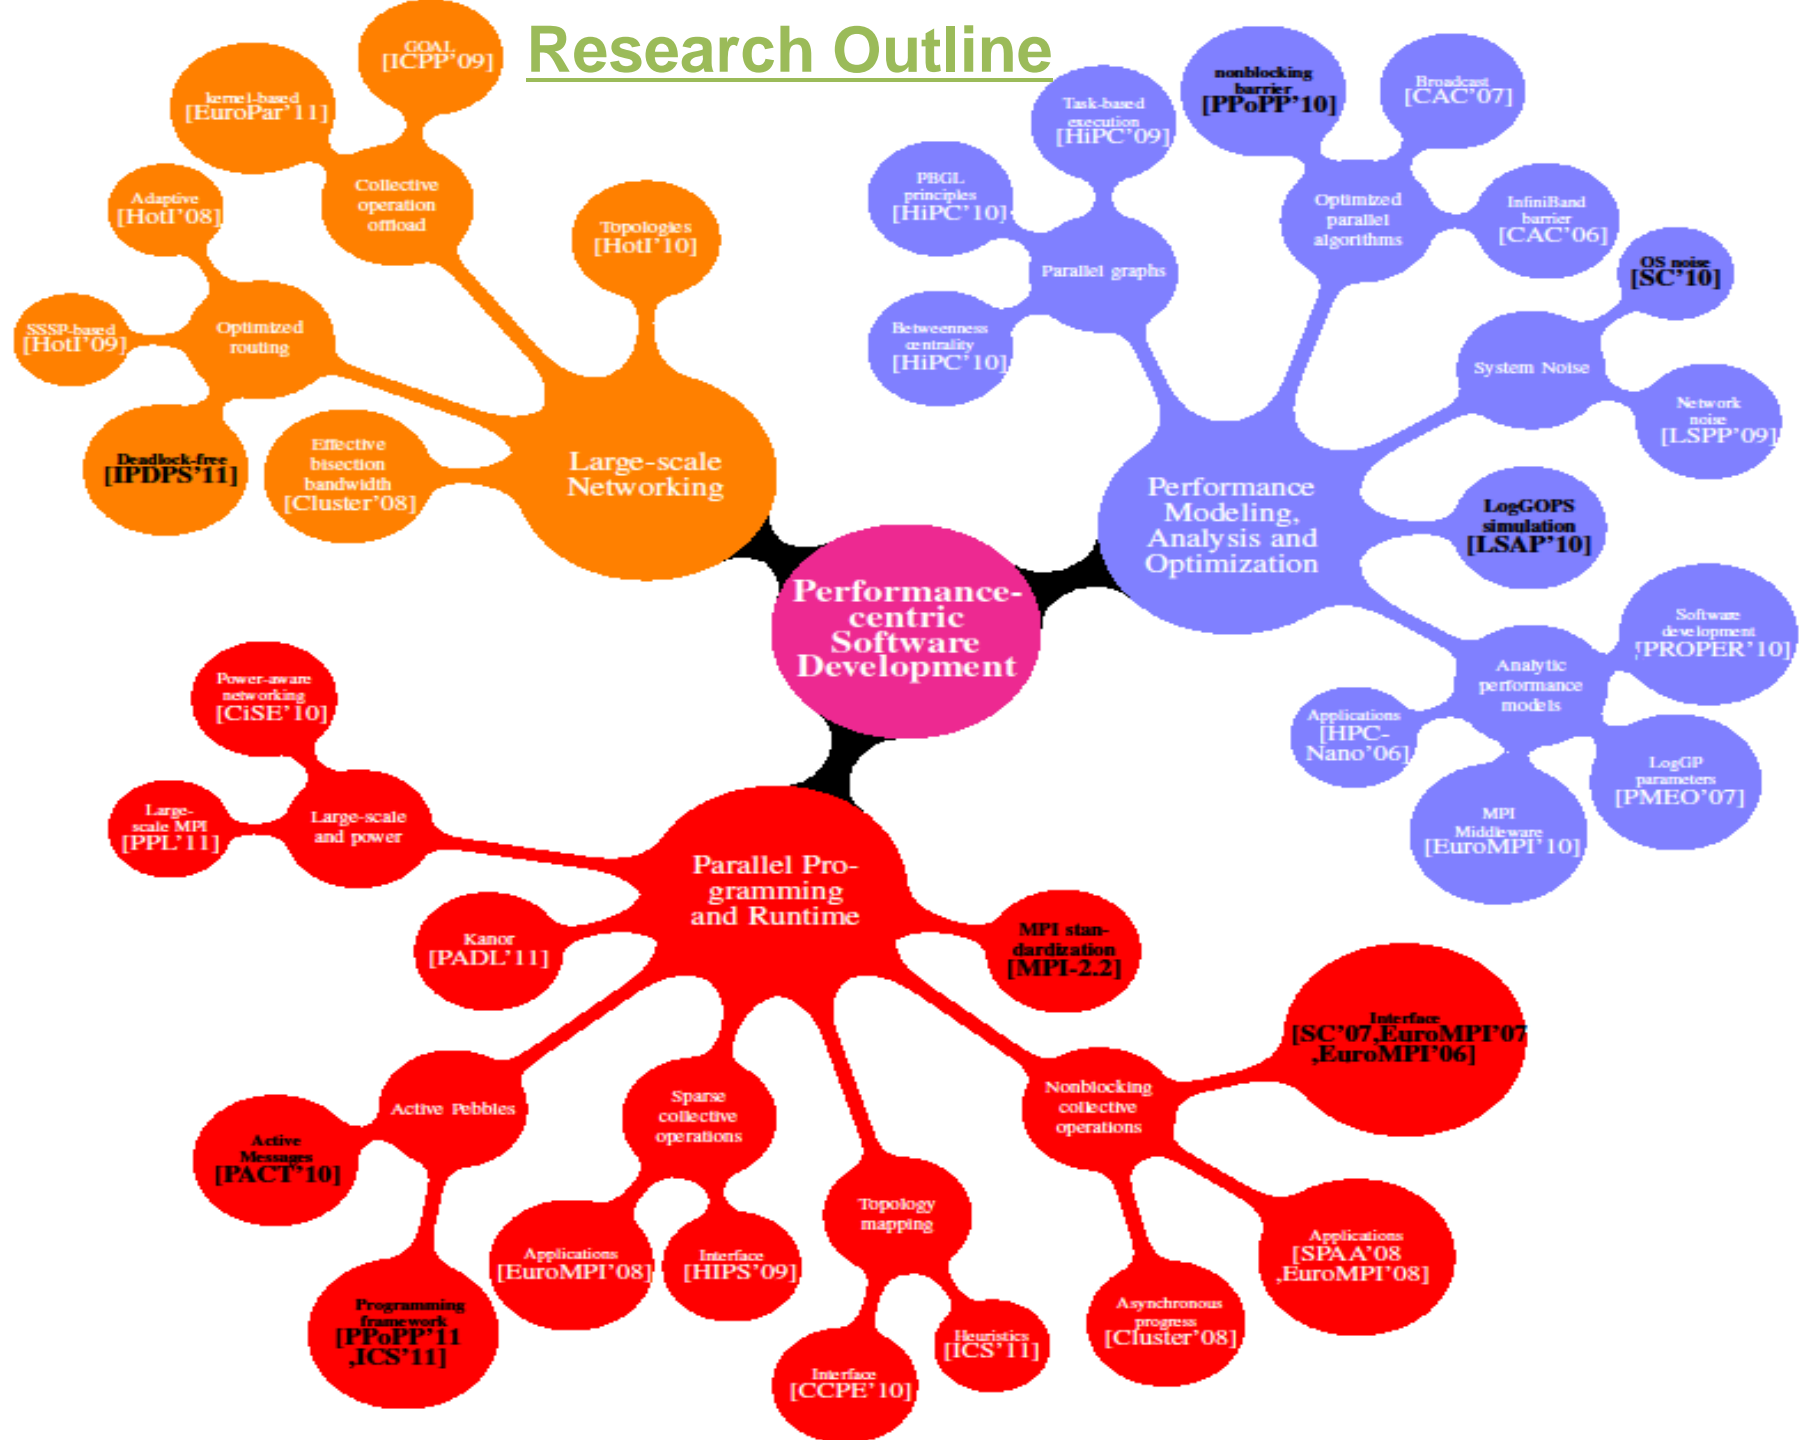 Research Outline
GOAL
[ICPP'09]
kernel-based
[EuroPar'11]
Collective
operation
offload
Adaptive
[HotI'08]
SSSP-based
[HotI'09]
Optimized
routing
Deadlock-free
[IPDPS'11]
Topologies
[HotI'10]
Effective
bisection
bandwidth
[Cluster'08]
Large-scale
Networking
Task-based
execution
[HiPC'09]
PBGL
principles
[HiPC'10]
Parallel graphs
Betweenness
centrality
[HiPC'10]
nonblocking
barrier
[PPoPP'10]
Broadcast
[CAC'07]
Optimized
parallel
algorithms
InfiniBand
barrier
[CAC'06]
OS noise
[SC'10]
System Noise
Network
noise
[LSPP'09]
Performance
Modeling,
Analysis and
Optimization
LogGOPS
simulation
[LSAP'10]
Software
development
[PROPER'10]
Analytic
performance
models
Applications
[HPC-
Nano'06]
LogGP
parameters
[PMEO'07]
MPI
Middleware
[EuroMPI'10]
Performance-
centric
Software
Development
Power-aware
networking
[CiSE'10]
Large-
scale MPI
[PPL'11]
Large-scale
and power
Parallel Pro-
gramming
and Runtime
Kanor
[PADL'11]
MPI stan-
dardization
[MPI-2.2]
Active Pebbles
Active
Messages
[PACT'10]
Programming
framework
[PPoPP'11
,ICS'11]
Sparse
collective
operations
Applications
[EuroMPI'08]
Interface
[HIPS'09]
Topology
mapping
Interface
[CCPE'10]
Heuristics
[ICS'11]
Nonblocking
collective
operations
Interface
[SC'07,EuroMPI'07
,EuroMPI'06]
Applications
[SPAA'08
,EuroMPI'08]
Asynchronous
progress
[Cluster'08]